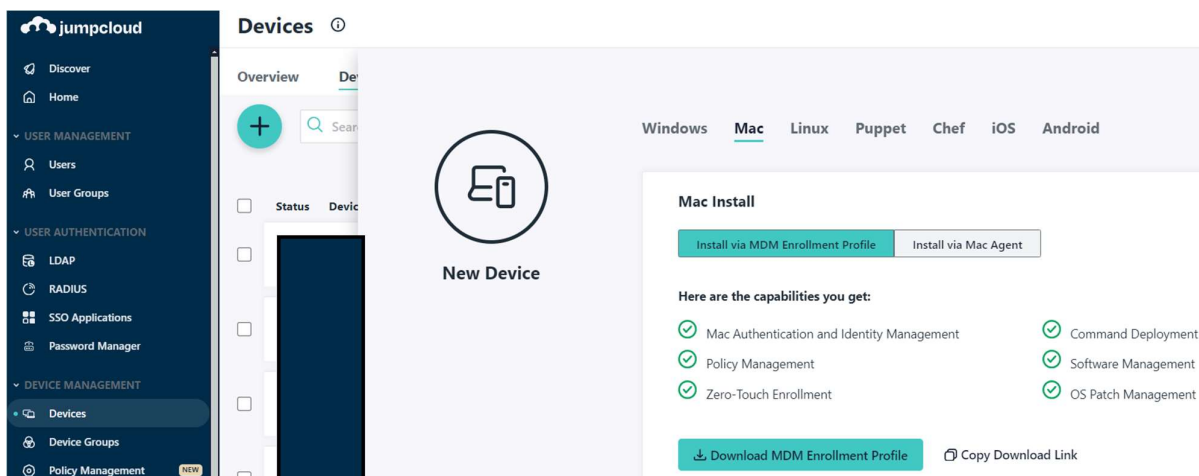 jumpcloud
Discover
Home
USER MANAGEMENT
Users
User Groups
USER AUTHENTICATION
LDAP
RADIUS
SSO Applications
Password Manager
DEVICE MANAGEMENT
Devices
Device Groups
Policy Management NEW
Devices
Overview De
Sear
Status Devic
New Device
Windows Mac Linux Puppet Chef iOS Android
Mac Install
Install via MDM Enrollment Profile Install via Mac Agent
Here are the capabilities you get:
Mac Authentication and Identity Management Command Deployment
Policy Management Software Management
Zero-Touch Enrollment OS Patch Management
Download MDM Enrollment Profile Copy Download Link